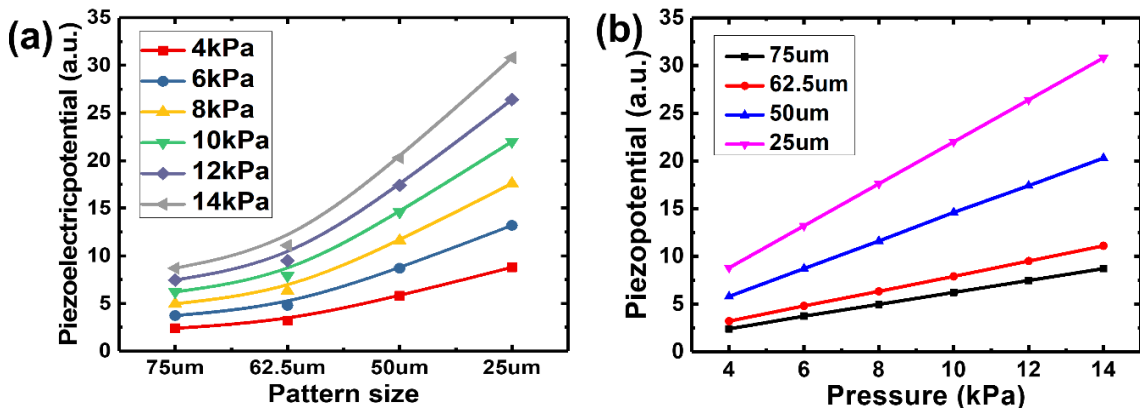 (a)
Piezoelectricpotential (a.u.)
35
30
25
20
15
10
5
0
4kPa
6kPa
8kPa
10kPa
12kPa
14kPa
75um 62.5um 50um 25um
Pattern size
(b)
Piezopotential (a.u.)
35
30
25
20
15
10
5
0
75um
62.5um
50um
25um
4 6 8 10 12 14
Pressure (kPa)